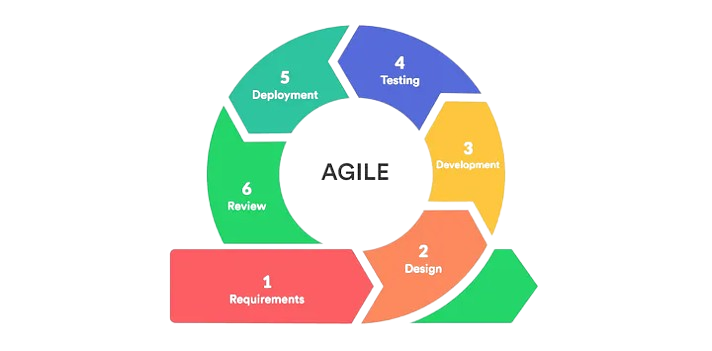 AGILE
1
Requirements
2
Design
3
Development
4
Testing
5
Deployment
6
Review